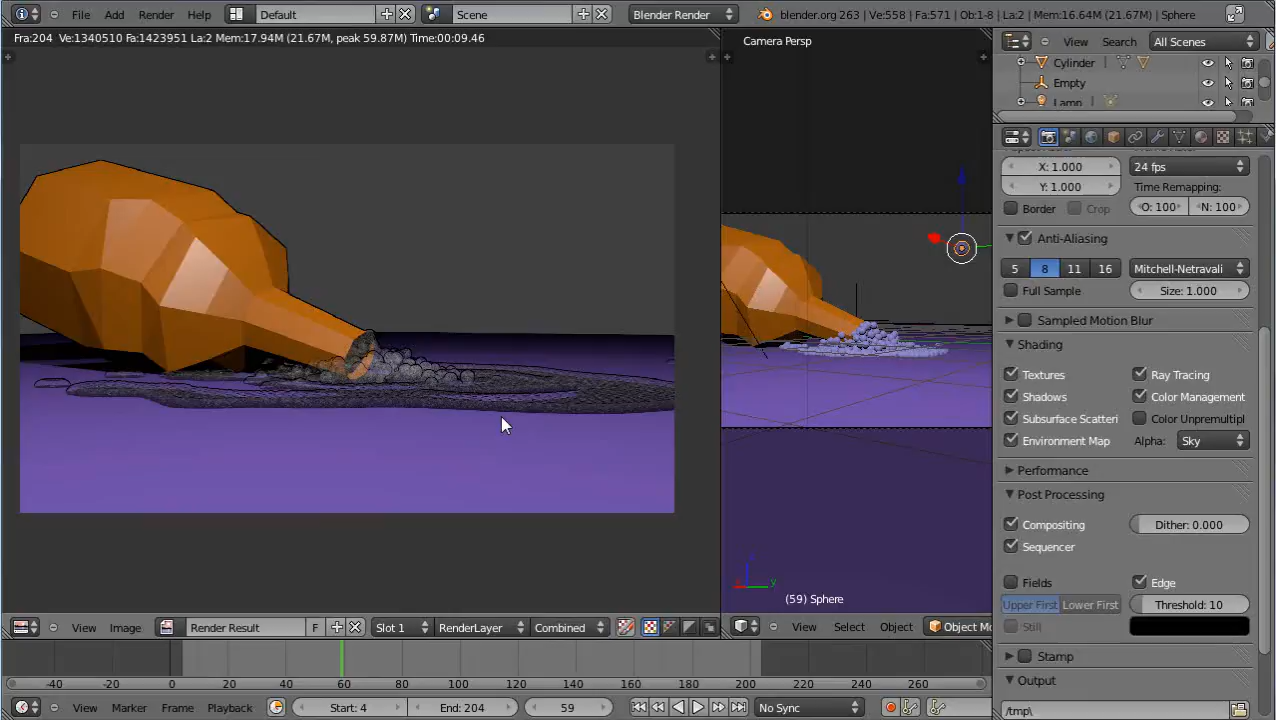 File Add Render Help Default Scene Blender Render blender.org 263 | Ve:558 | Fa:571 | Ob:1-8 | La:2 | Mem:16.64M (21.67M) | Sphere
Fra:204 Ve:1340510 Fa:1423951 La:2 Mem:17.94M (21.67M, peak 59.87M) Time:00:09.46
Camera Persp
View Search All Scenes
Cylinder
Empty
Lamp
X: 1.000 24 fps
Y: 1.000 Time Remapping:
Border Crop O: 100 N: 100
Anti-Aliasing
5 8 11 16 Mitchell-Netravali
Full Sample Size: 1.000
Sampled Motion Blur
Shading
Textures Ray Tracing
Shadows Color Management
Subsurface Scatteri Color Unpremultipl
Environment Map Alpha: Sky
Performance
Post Processing
Compositing Dither: 0.000
Sequencer
Fields Edge
Upper First Lower First Threshold: 10
Still
Stamp
Output
/tmp\
(59) Sphere
View Image Render Result F Slot 1 RenderLayer Combined
View Select Object Object Mo
-40 -20 0 20 40 60 80 100 120 140 160 180 200 220 240 260
View Marker Frame Playback Start: 4 End: 204 59 No Sync